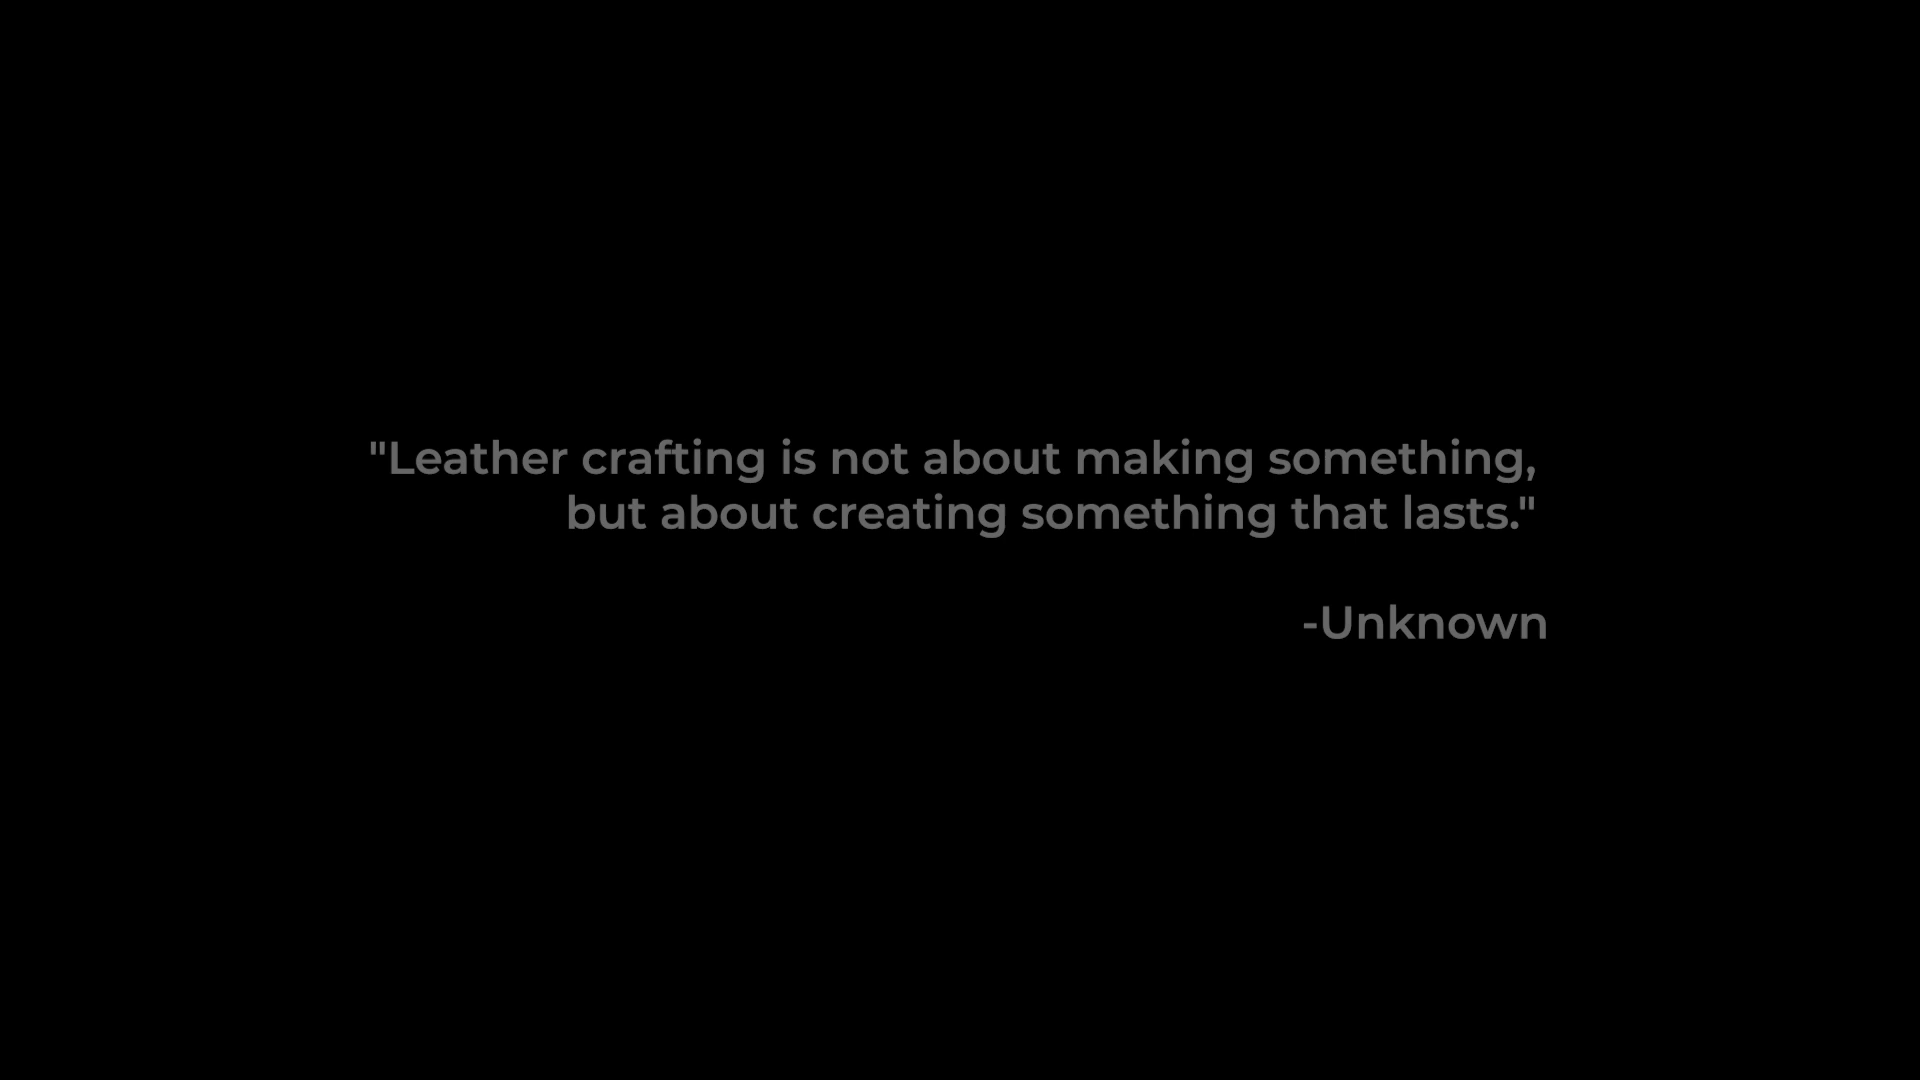 "Leather crafting is not about making something,
but about creating something that lasts."
-Unknown